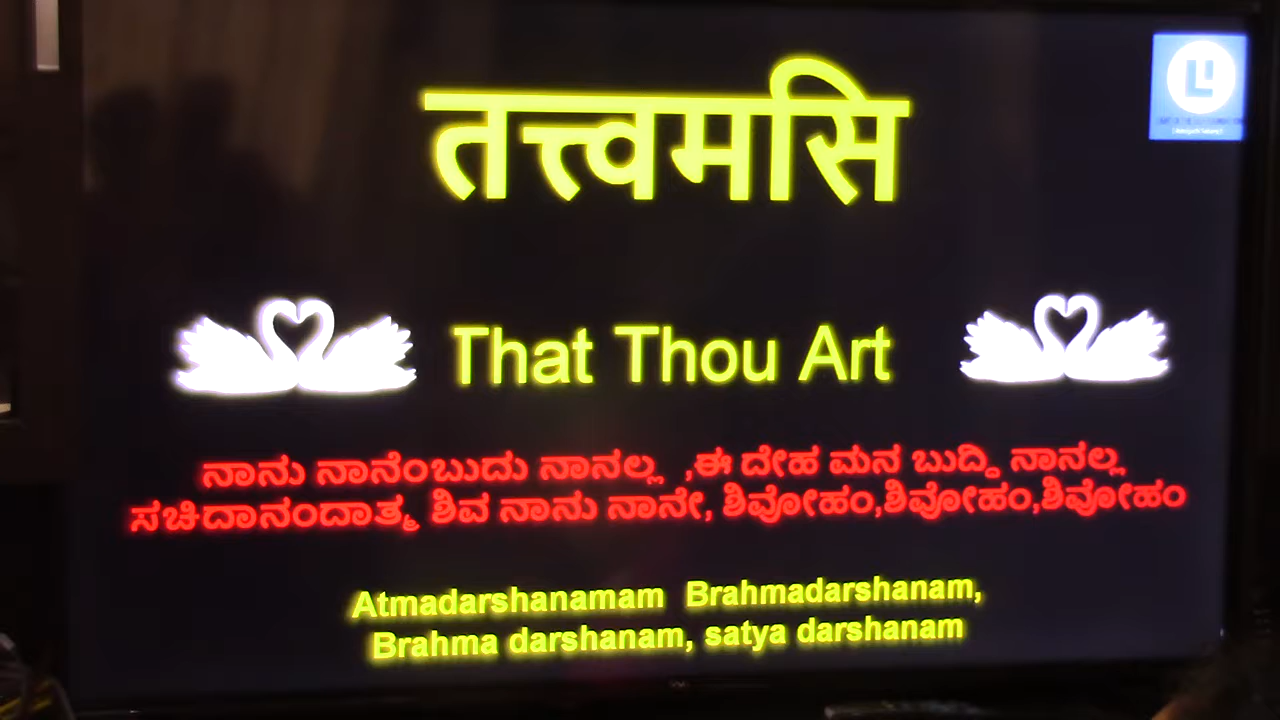 तत्त्वमसि
That Thou Art
ನಾನು ನಾನೆಂಬುದು ನಾನಲ್ಲ ,ಈ ದೇಹ ಮನ ಬುದ್ದಿ ನಾನಲ್ಲ
ಸಚಿದಾನಂದಾತ್ಮ ಶಿವ ನಾನು ನಾನೇ, ಶಿವೋಹಂ,ಶಿವೋಹಂ,ಶಿವೋಹಂ
Atmadarshanamam Brahmadarshanam,
Brahma darshanam, satya darshanam